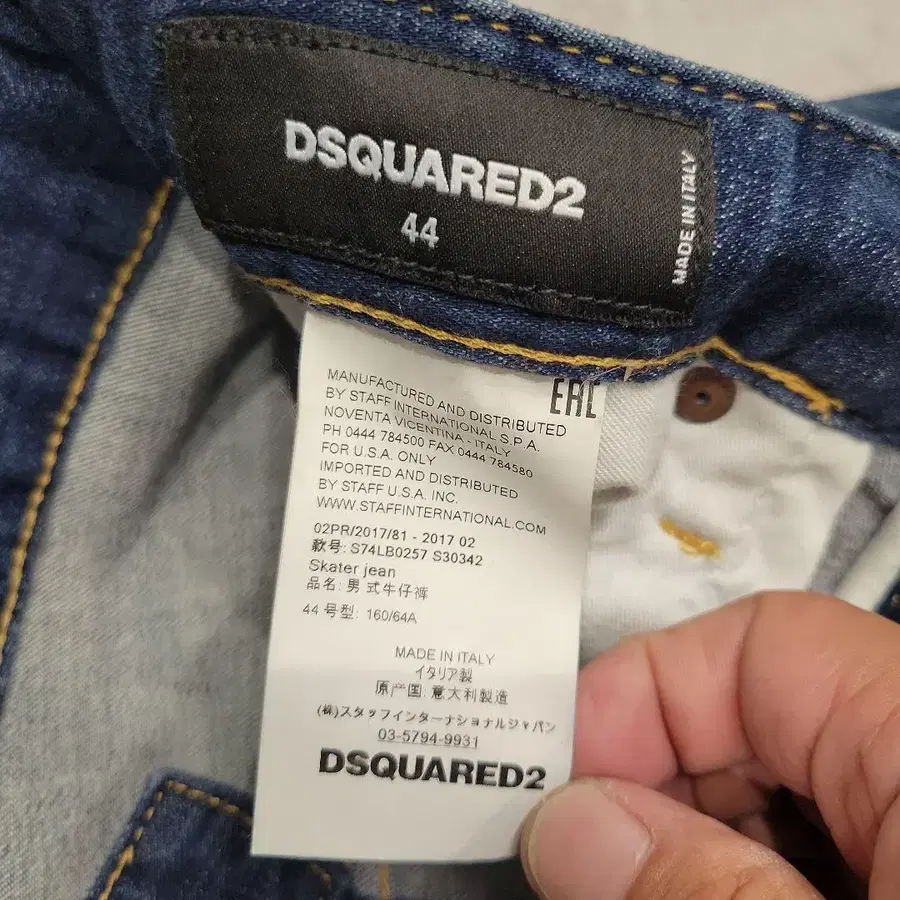 DSQUARED2
44
MADE IN ITALY
EAC
MANUFACTURED AND DISTRIBUTED
BY STAFF INTERNATIONAL S.P.A.
NOVENTA VICENTINA - ITALY
PH 0444 784500 FAX 0444 784580
FOR U.S.A. ONLY
IMPORTED AND DISTRIBUTED
BY STAFF U.S.A. INC.
WWW.STAFFINTERNATIONAL.COM
02PR/2017/81 - 2017 02
款号: S74LB0257 S30342
Skater jean
品名: 男 式牛仔褲
44 号型: 160/64A
MADE IN ITALY
イタリア製
原产国: 意大利製造
(株)スタッフインターナショナルジャパン
03-5794-9931
DSQUARED2